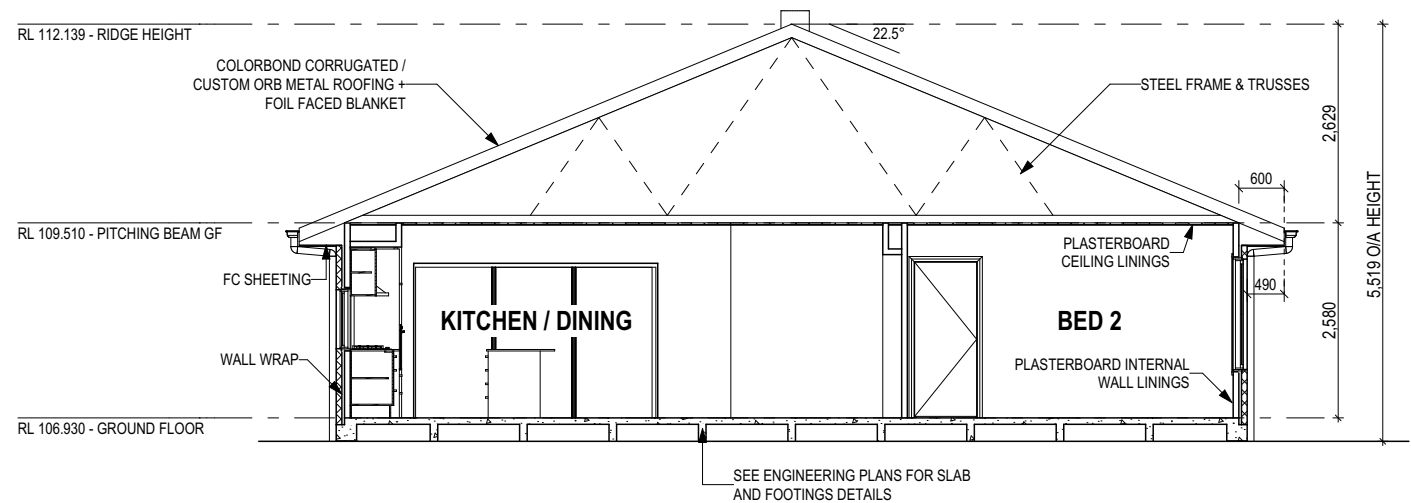 RL 112.139 - RIDGE HEIGHT
22.5°
COLORBOND CORRUGATED /
CUSTOM ORB METAL ROOFING +
FOIL FACED BLANKET
STEEL FRAME & TRUSSES
2,629
600
5,519 O/A HEIGHT
RL 109.510 - PITCHING BEAM GF
PLASTERBOARD
CEILING LININGS
FC SHEETING
490
KITCHEN / DINING
BED 2
2,580
WALL WRAP
PLASTERBOARD INTERNAL
WALL LININGS
RL 106.930 - GROUND FLOOR
SEE ENGINEERING PLANS FOR SLAB
AND FOOTINGS DETAILS